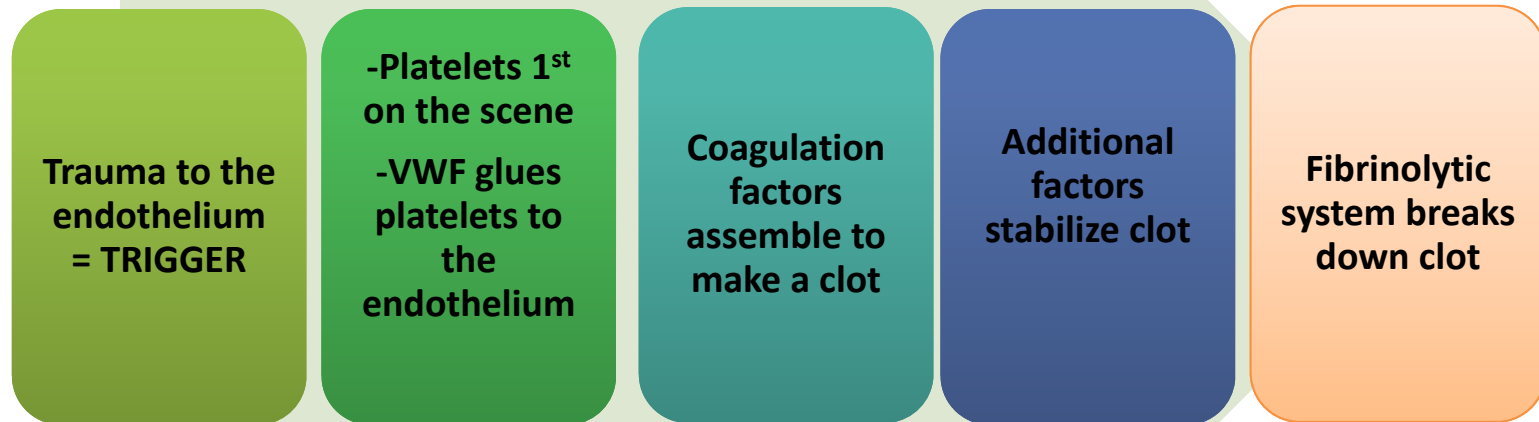 Trauma to the
endothelium
= TRIGGER
-Platelets 1st
on the scene
-VWF glues
platelets to
the
endothelium
Coagulation
factors
assemble to
make a clot
Additional
factors
stabilize clot
Fibrinolytic
system breaks
down clot